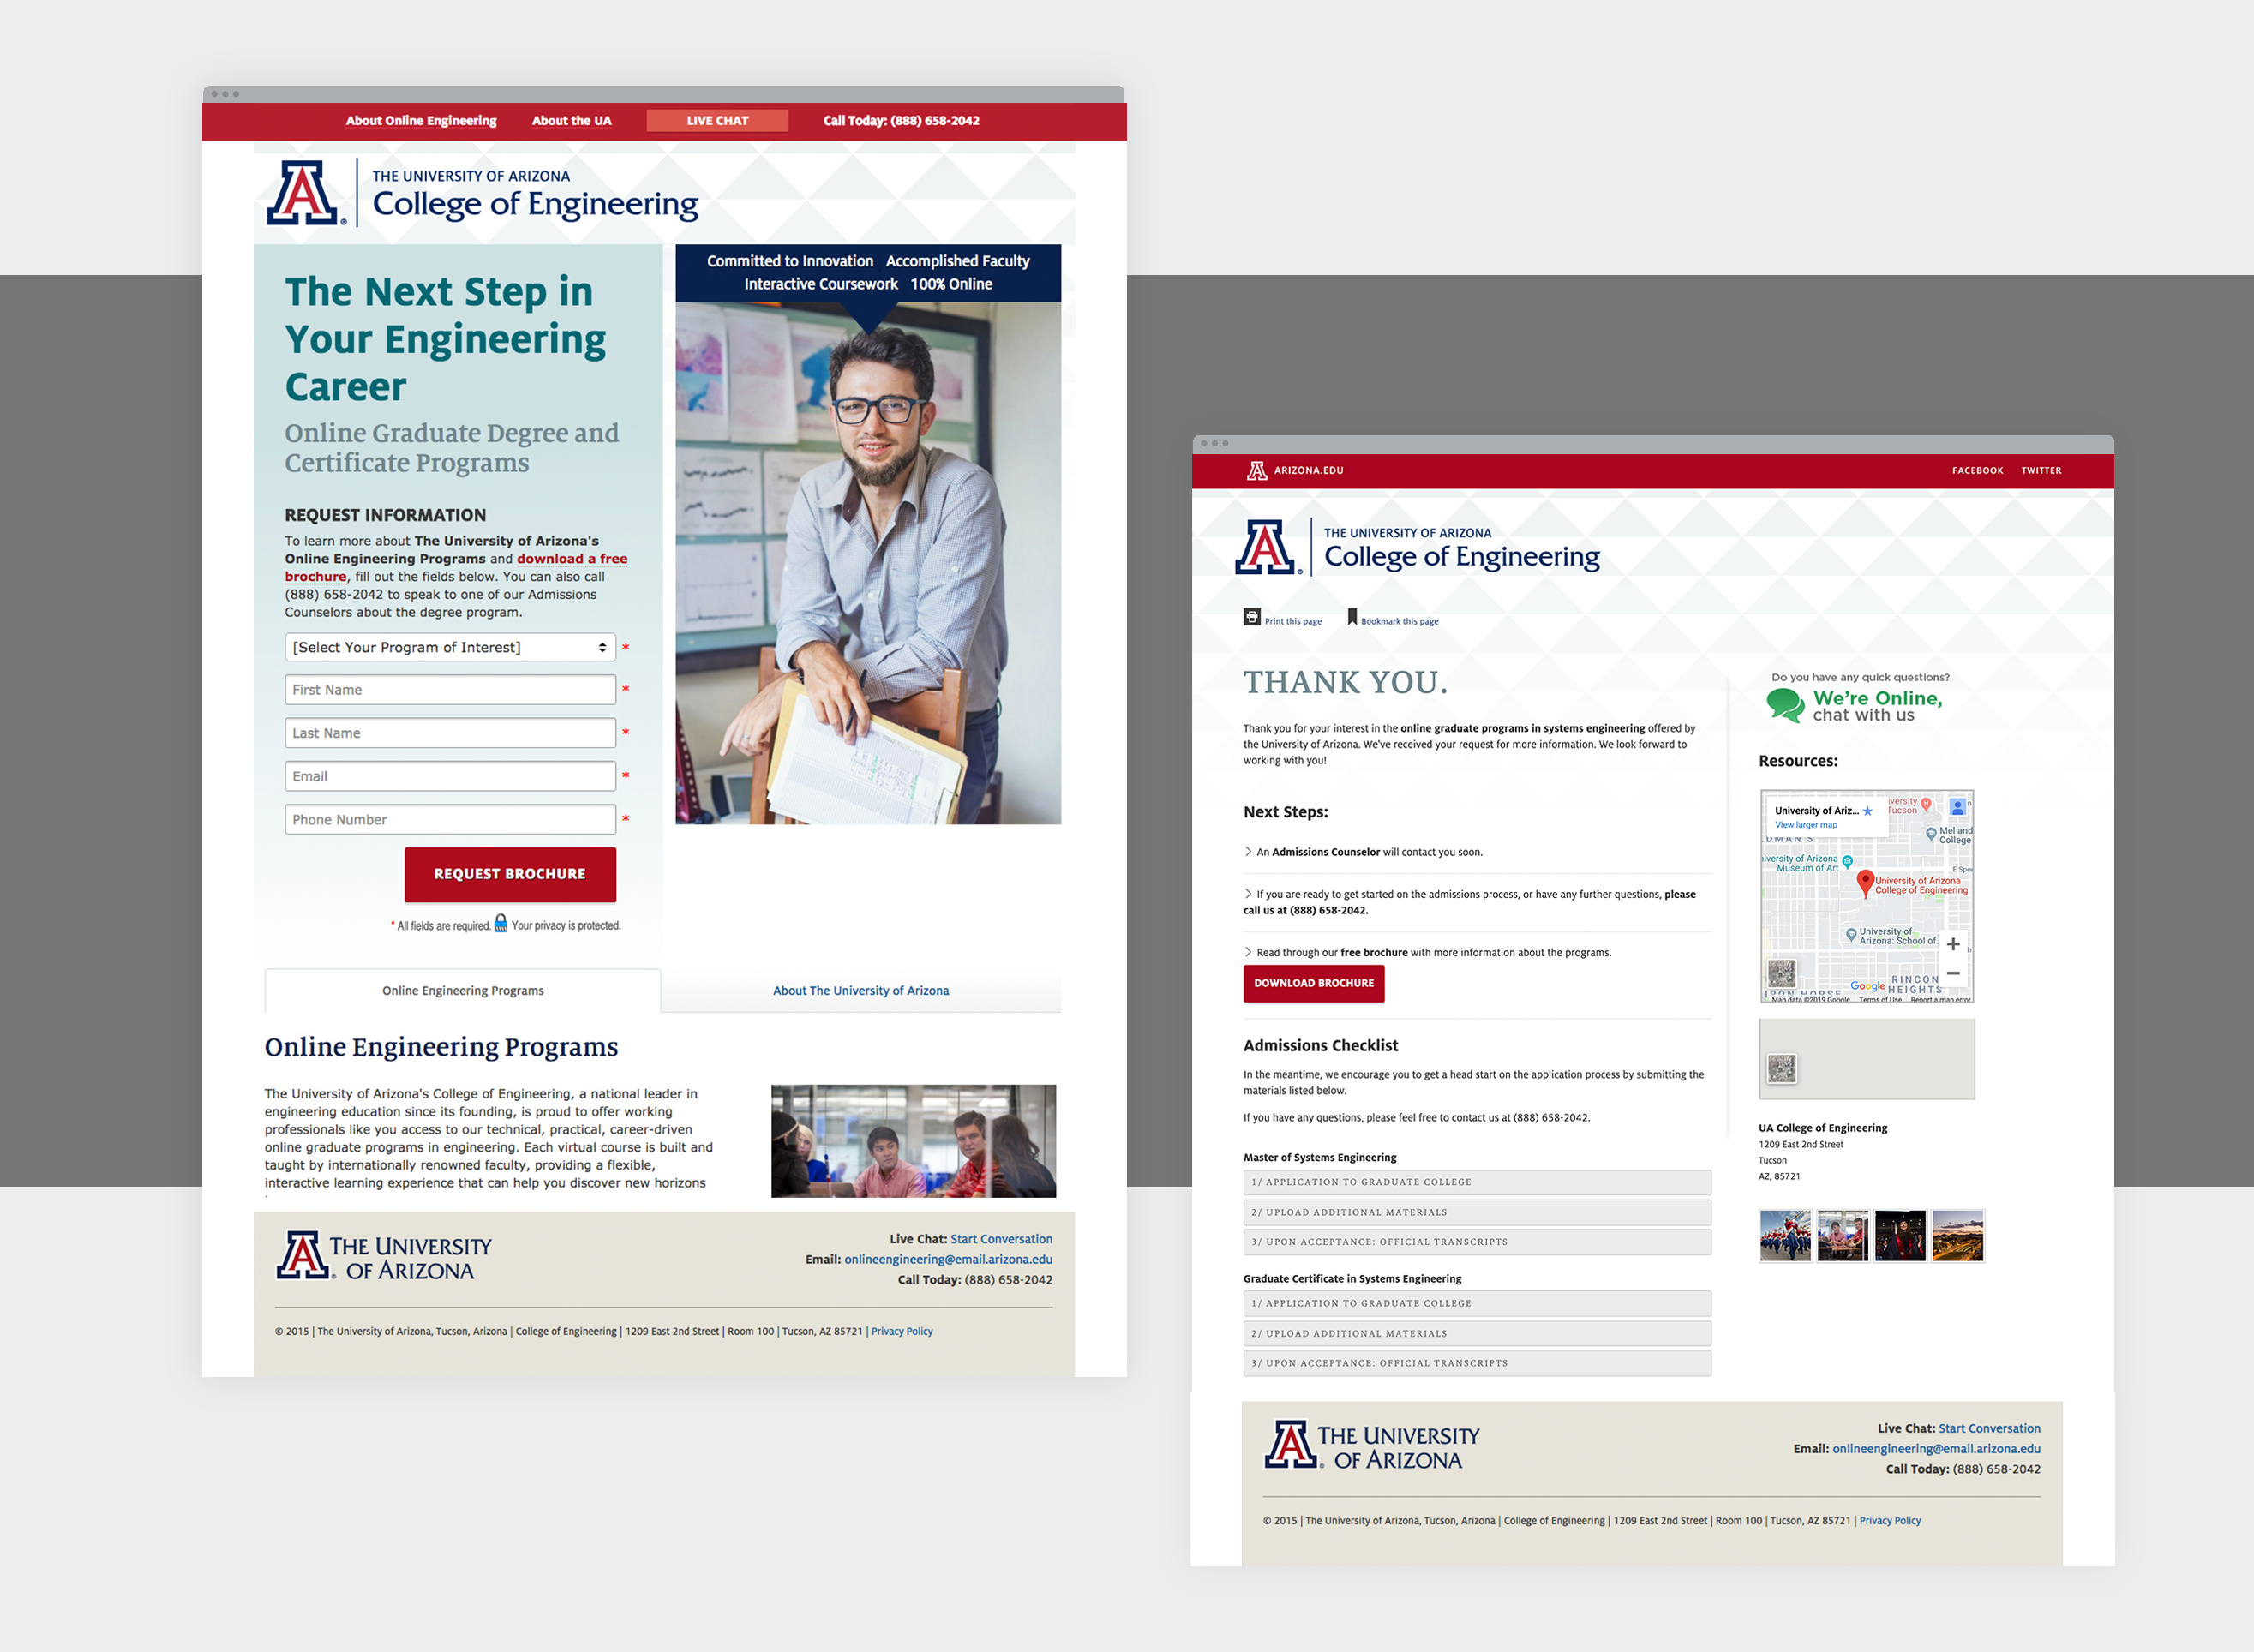 About Online Engineering
About the UA
LIVE CHAT
Call Today: (888) 658-2042
THE UNIVERSITY OF ARIZONA
College of Engineering
The Next Step in
Your Engineering
Career
Online Graduate Degree and
Certificate Programs
REQUEST INFORMATION
To learn more about The University of Arizona's
Online Engineering Programs and download a free
brochure, fill out the fields below. You can also call
(888) 658-2042 to speak to one of our Admissions
Counselors about the degree program.
[Select Your Program of Interest] *
First Name *
Last Name *
Email *
Phone Number *
REQUEST BROCHURE
* All fields are required. Your privacy is protected.
Committed to Innovation Accomplished Faculty
Interactive Coursework 100% Online
Online Engineering Programs
About The University of Arizona
Online Engineering Programs
The University of Arizona's College of Engineering, a national leader in
engineering education since its founding, is proud to offer working
professionals like you access to our technical, practical, career-driven
online graduate programs in engineering. Each virtual course is built and
taught by internationally renowned faculty, providing a flexible,
interactive learning experience that can help you discover new horizons
THE UNIVERSITY
OF ARIZONA
Live Chat: Start Conversation
Email: onlineengineering@email.arizona.edu
Call Today: (888) 658-2042
© 2015 | The University of Arizona, Tucson, Arizona | College of Engineering | 1209 East 2nd Street | Room 100 | Tucson, AZ 85721 | Privacy Policy
ARIZONA.EDU
FACEBOOK
TWITTER
THE UNIVERSITY OF ARIZONA
College of Engineering
Print this page
Bookmark this page
THANK YOU.
Thank you for your interest in the online graduate programs in systems engineering offered by
the University of Arizona. We've received your request for more information. We look forward to
working with you!
Next Steps:
An Admissions Counselor will contact you soon.
If you are ready to get started on the admissions process, or have any further questions, please
call us at (888) 658-2042.
Read through our free brochure with more information about the programs.
DOWNLOAD BROCHURE
Admissions Checklist
In the meantime, we encourage you to get a head start on the application process by submitting the
materials listed below.
If you have any questions, please feel free to contact us at (888) 658-2042.
Master of Systems Engineering
1/ APPLICATION TO GRADUATE COLLEGE
2/ UPLOAD ADDITIONAL MATERIALS
3/ UPON ACCEPTANCE: OFFICIAL TRANSCRIPTS
Graduate Certificate in Systems Engineering
1/ APPLICATION TO GRADUATE COLLEGE
2/ UPLOAD ADDITIONAL MATERIALS
3/ UPON ACCEPTANCE: OFFICIAL TRANSCRIPTS
Do you have any quick questions?
We're Online,
chat with us
Resources:
University of Ariz...
View larger map
Tucson
Mel and
College
University of Arizona
Museum of Art
E Spee
University of Arizona
College of Engineering
University of
Arizona: School of...
RINCON
HEIGHTS
IRON HORSE
Google
Map data ©2019 Google Terms of Use Report a map error
UA College of Engineering
1209 East 2nd Street
Tucson
AZ, 85721
THE UNIVERSITY
OF ARIZONA
Live Chat: Start Conversation
Email: onlineengineering@email.arizona.edu
Call Today: (888) 658-2042
© 2015 | The University of Arizona, Tucson, Arizona | College of Engineering | 1209 East 2nd Street | Room 100 | Tucson, AZ 85721 | Privacy Policy